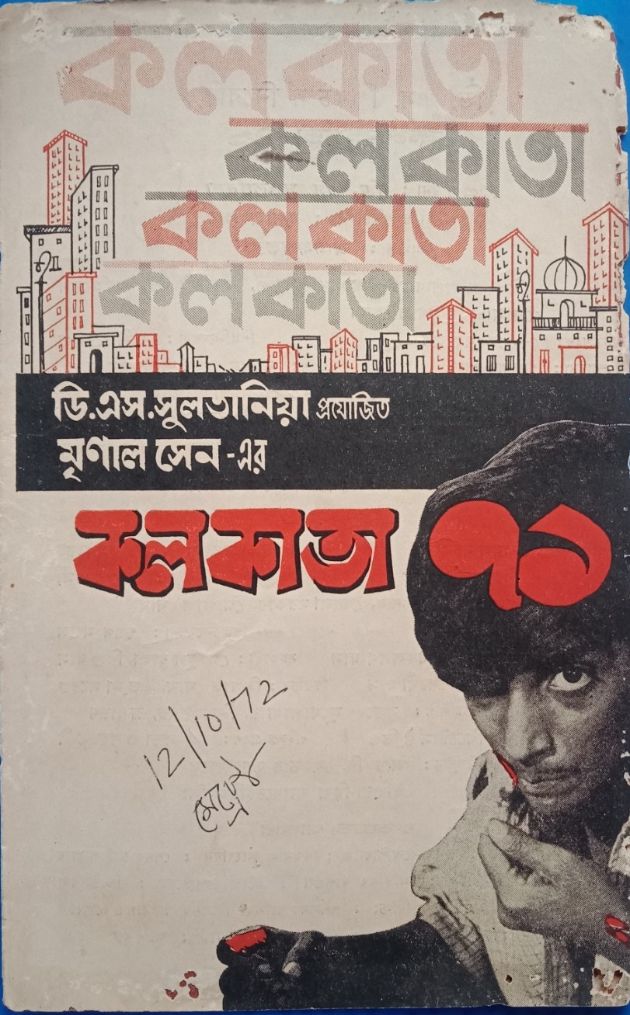 কলকাতা
কলকাতা
কলকাতা
কলকাতা
ডি.এস.সুলতানিয়া প্রযোজিত
মৃণাল সেন -এর
কলকাতা ৭১
12/10/72